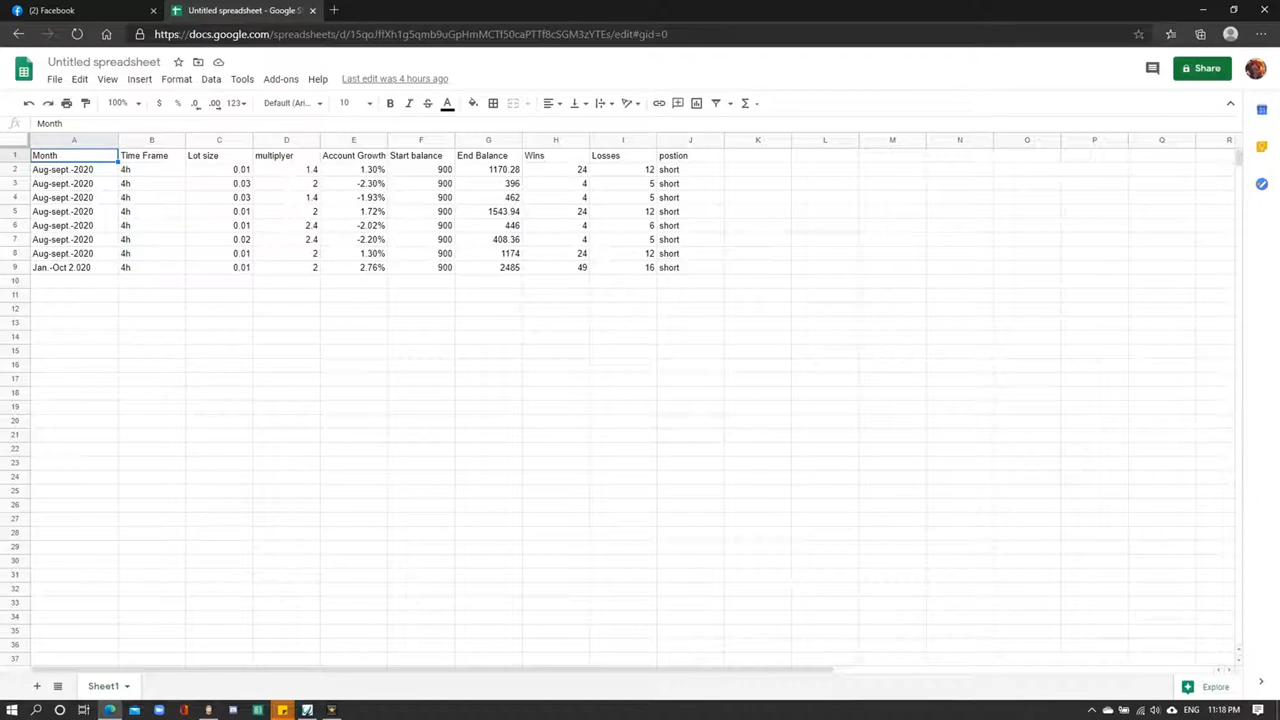 (2) Facebook
Untitled spreadsheet - Google S
Untitled spreadsheet
File Edit View Insert Format Data Tools Add-ons Help Last edit was 4 hours ago
Share
100% $ % .0 .00 123 Default (Ari... 10 B I S A
fx Month
A B C D E F G H I J K L M N O P Q R
1 Month Time Frame Lot size multiplyer Account Growth Start balance End Balance Wins Losses postion
2 Aug-sept.-2020 4h 0.01 1.4 1.30% 900 1170.28 24 12 short
3 Aug-sept.-2020 4h 0.03 2 -2.30% 900 396 4 5 short
4 Aug-sept.-2020 4h 0.03 1.4 -1.93% 900 462 4 5 short
5 Aug-sept.-2020 4h 0.01 2 1.72% 900 1543.94 24 12 short
6 Aug-sept.-2020 4h 0.01 2.4 -2.02% 900 446 4 6 short
7 Aug-sept.-2020 4h 0.02 2.4 -2.20% 900 408.36 4 5 short
8 Aug-sept.-2020 4h 0.01 2 1.30% 900 1174 24 12 short
9 Jan.-Oct 2.020 4h 0.01 2 2.76% 900 2485 49 16 short
10
11
12
13
14
15
16
17
18
19
20
21
22
23
24
25
26
27
28
29
30
31
32
33
34
35
36
37
Sheet1
Explore
ENG 11:18 PM